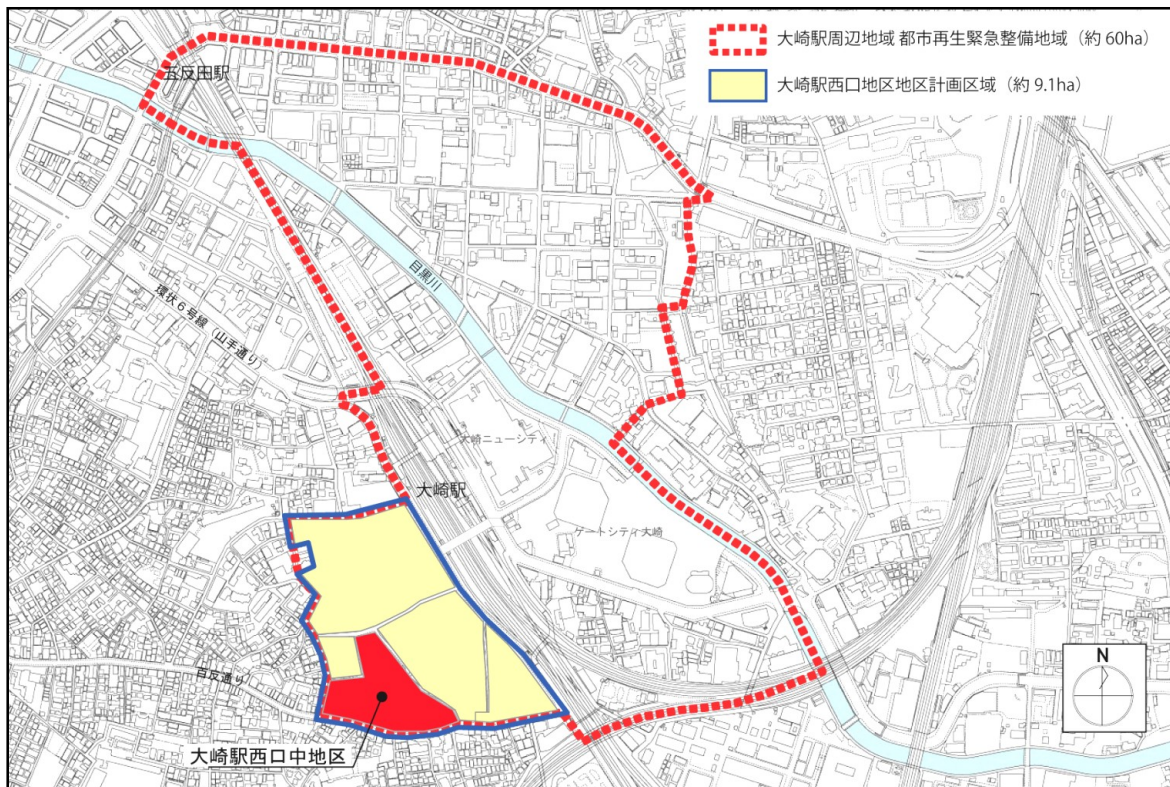 大崎駅周辺地域 都市再生緊急整備地域（約 60ha）
大崎駅西口地区地区計画区域（約 9.1ha）
五反田駅
目黒川
環状６号線（山手通り）
大崎ニューシティ
大崎駅
ゲートシティ大崎
百反通り
N
大崎駅西口中地区